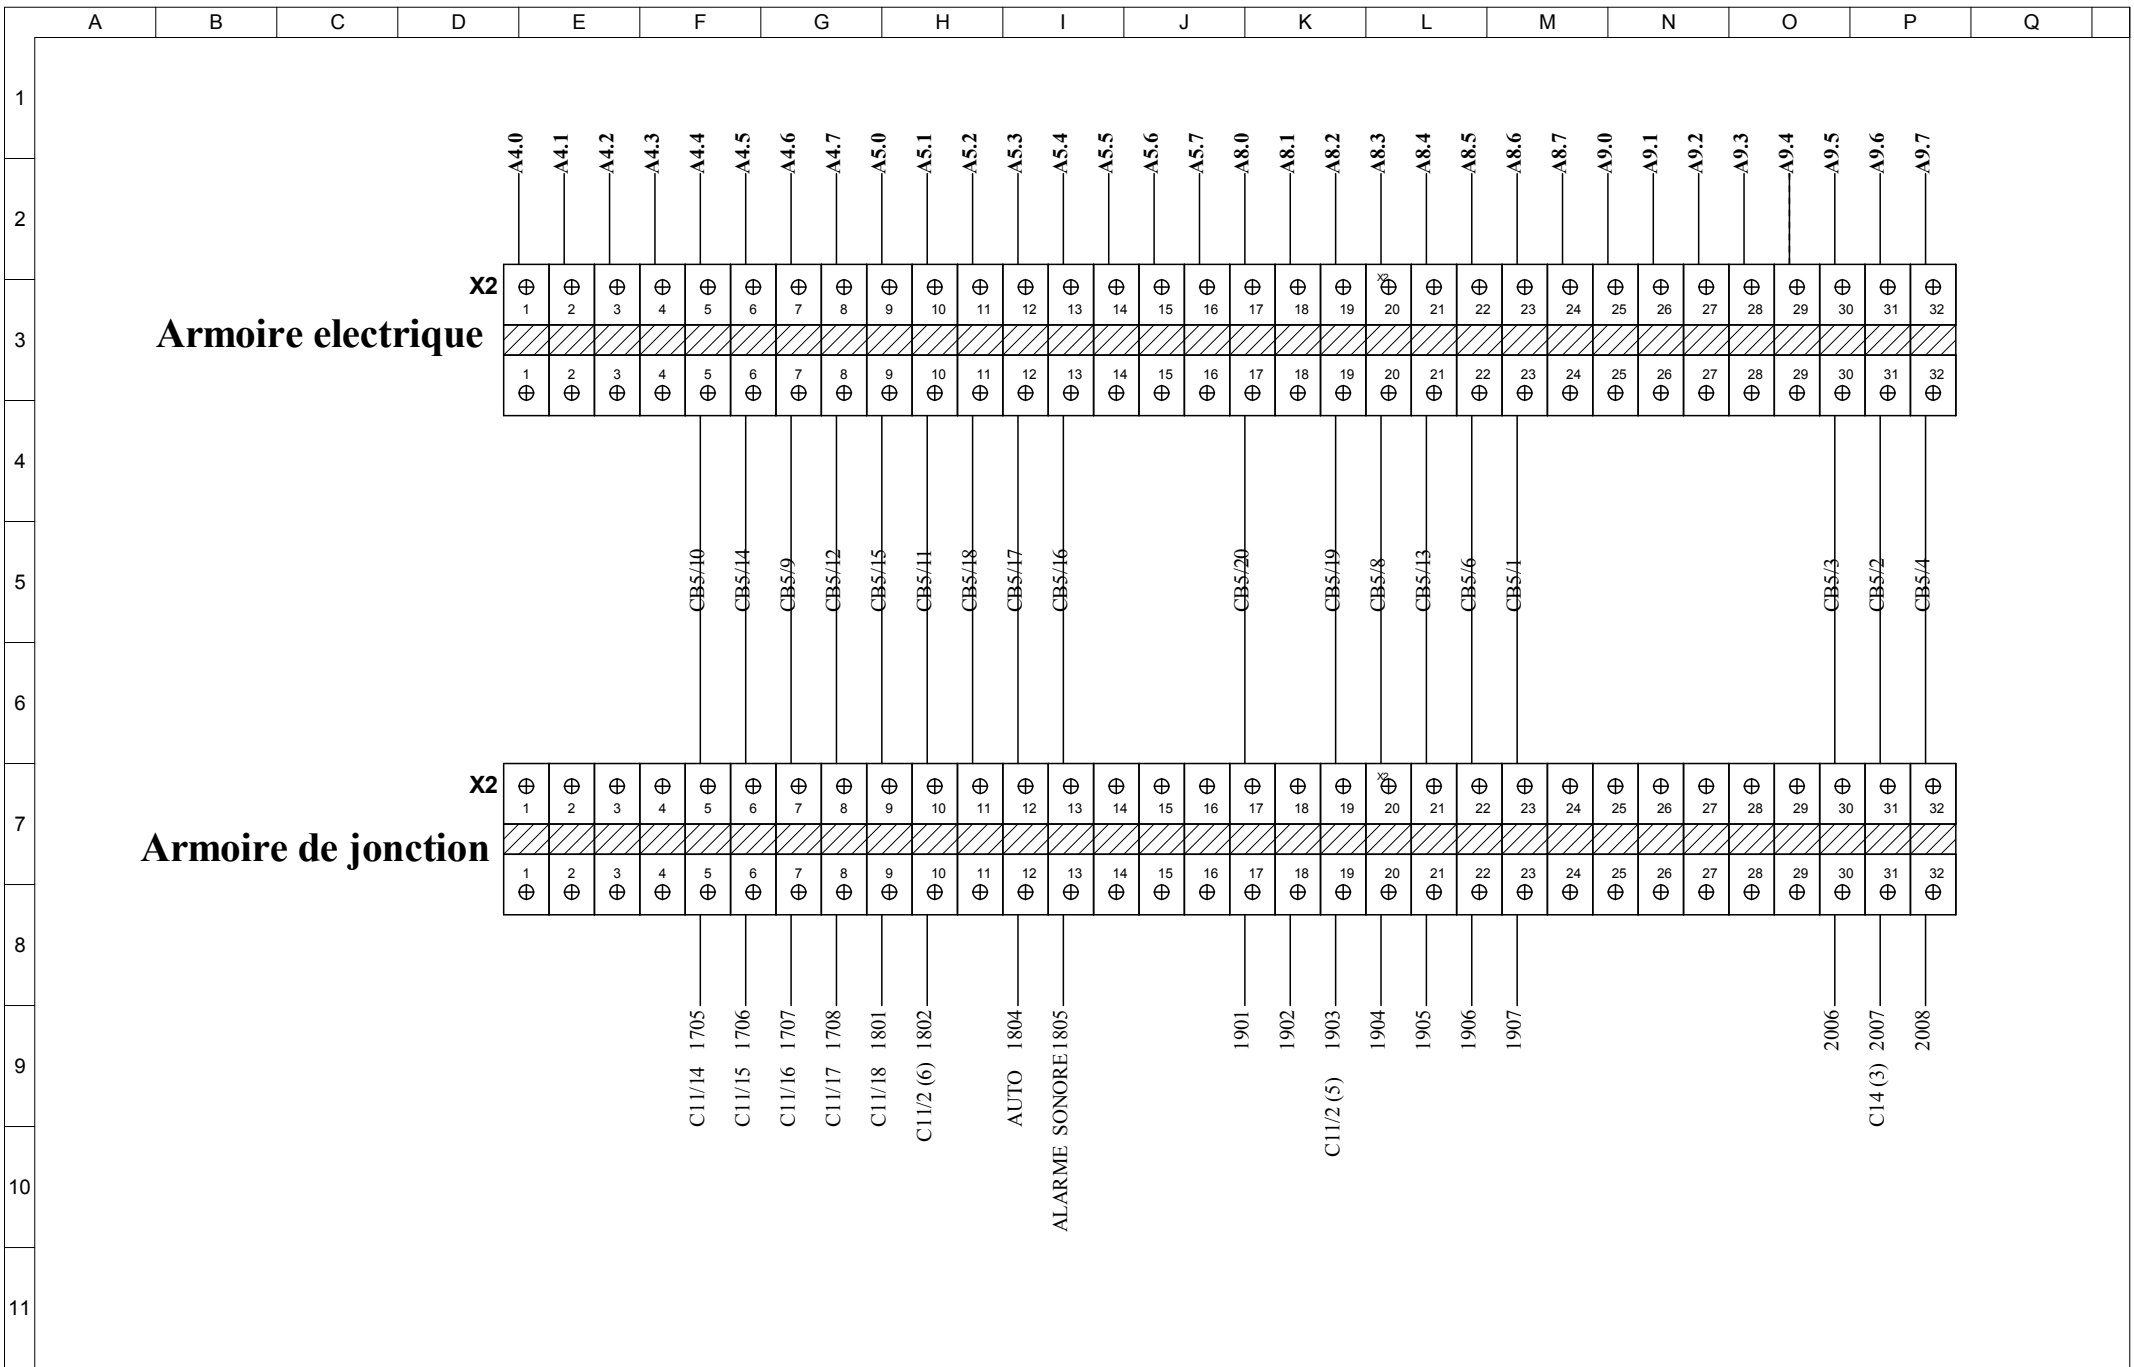 A B C D E F G H I J K L M N O P Q
1
A4.0 A4.1 A4.2 A4.3 A4.4 A4.5 A4.6 A4.7 A5.0 A5.1 A5.2 A5.3 A5.4 A5.5 A5.6 A5.7 A8.0 A8.1 A8.2 A8.3 A8.4 A8.5 A8.6 A8.7 A9.0 A9.1 A9.2 A9.3 A9.4 A9.5 A9.6 A9.7
2
X2
X2
1 2 3 4 5 6 7 8 9 10 11 12 13 14 15 16 17 18 19 20 21 22 23 24 25 26 27 28 29 30 31 32
3
Armoire electrique
1 2 3 4 5 6 7 8 9 10 11 12 13 14 15 16 17 18 19 20 21 22 23 24 25 26 27 28 29 30 31 32
4
5
CB5/10 CB5/14 CB5/9 CB5/12 CB5/15 CB5/11 CB5/18 CB5/17 CB5/16 CB5/20 CB5/19 CB5/8 CB5/13 CB5/6 CB5/1 CB5/3 CB5/2 CB5/4
6
X2
X2
1 2 3 4 5 6 7 8 9 10 11 12 13 14 15 16 17 18 19 20 21 22 23 24 25 26 27 28 29 30 31 32
7
Armoire de jonction
1 2 3 4 5 6 7 8 9 10 11 12 13 14 15 16 17 18 19 20 21 22 23 24 25 26 27 28 29 30 31 32
8
9
C11/14 1705
C11/15 1706
C11/16 1707
C11/17 1708
C11/18 1801
C11/2 (6) 1802
AUTO 1804
ALARME SONORE 1805
1901
1902
C11/2 (5) 1903
1904
1905
1906
1907
2006
C14 (3) 2007
2008
10
11